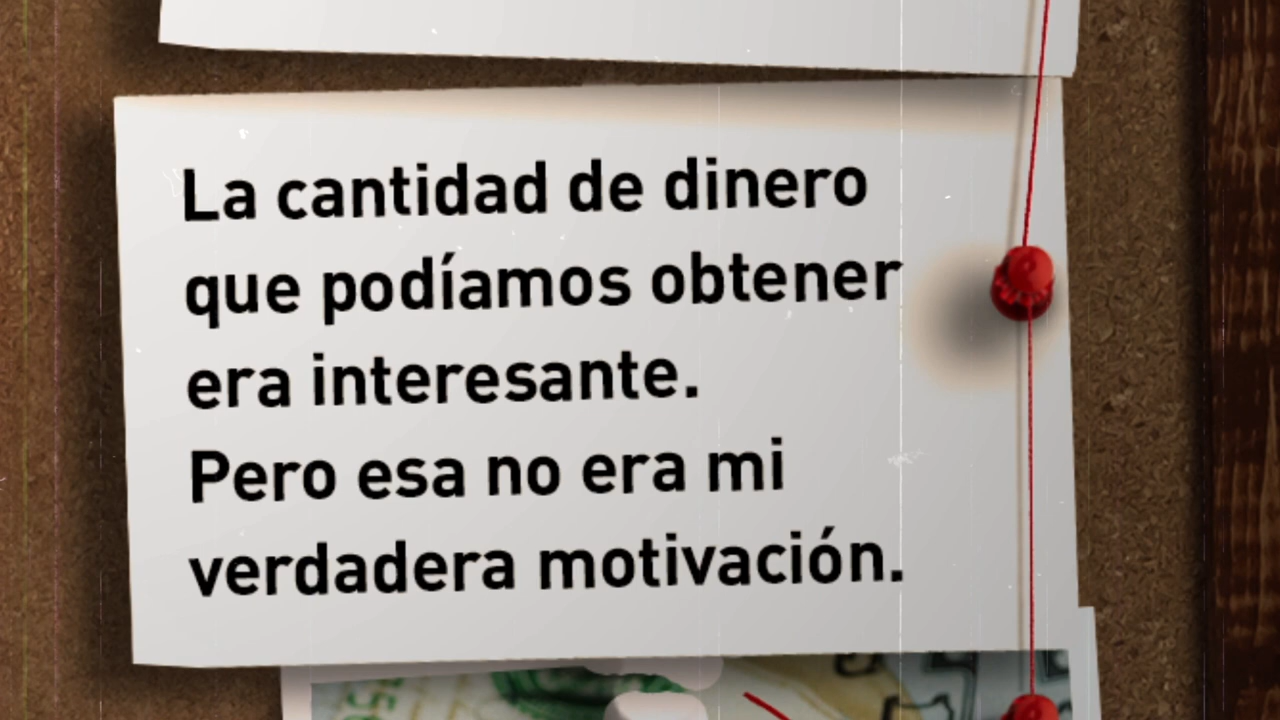 La cantidad de dinero
que podíamos obtener
era interesante.
Pero esa no era mi
verdadera motivación.